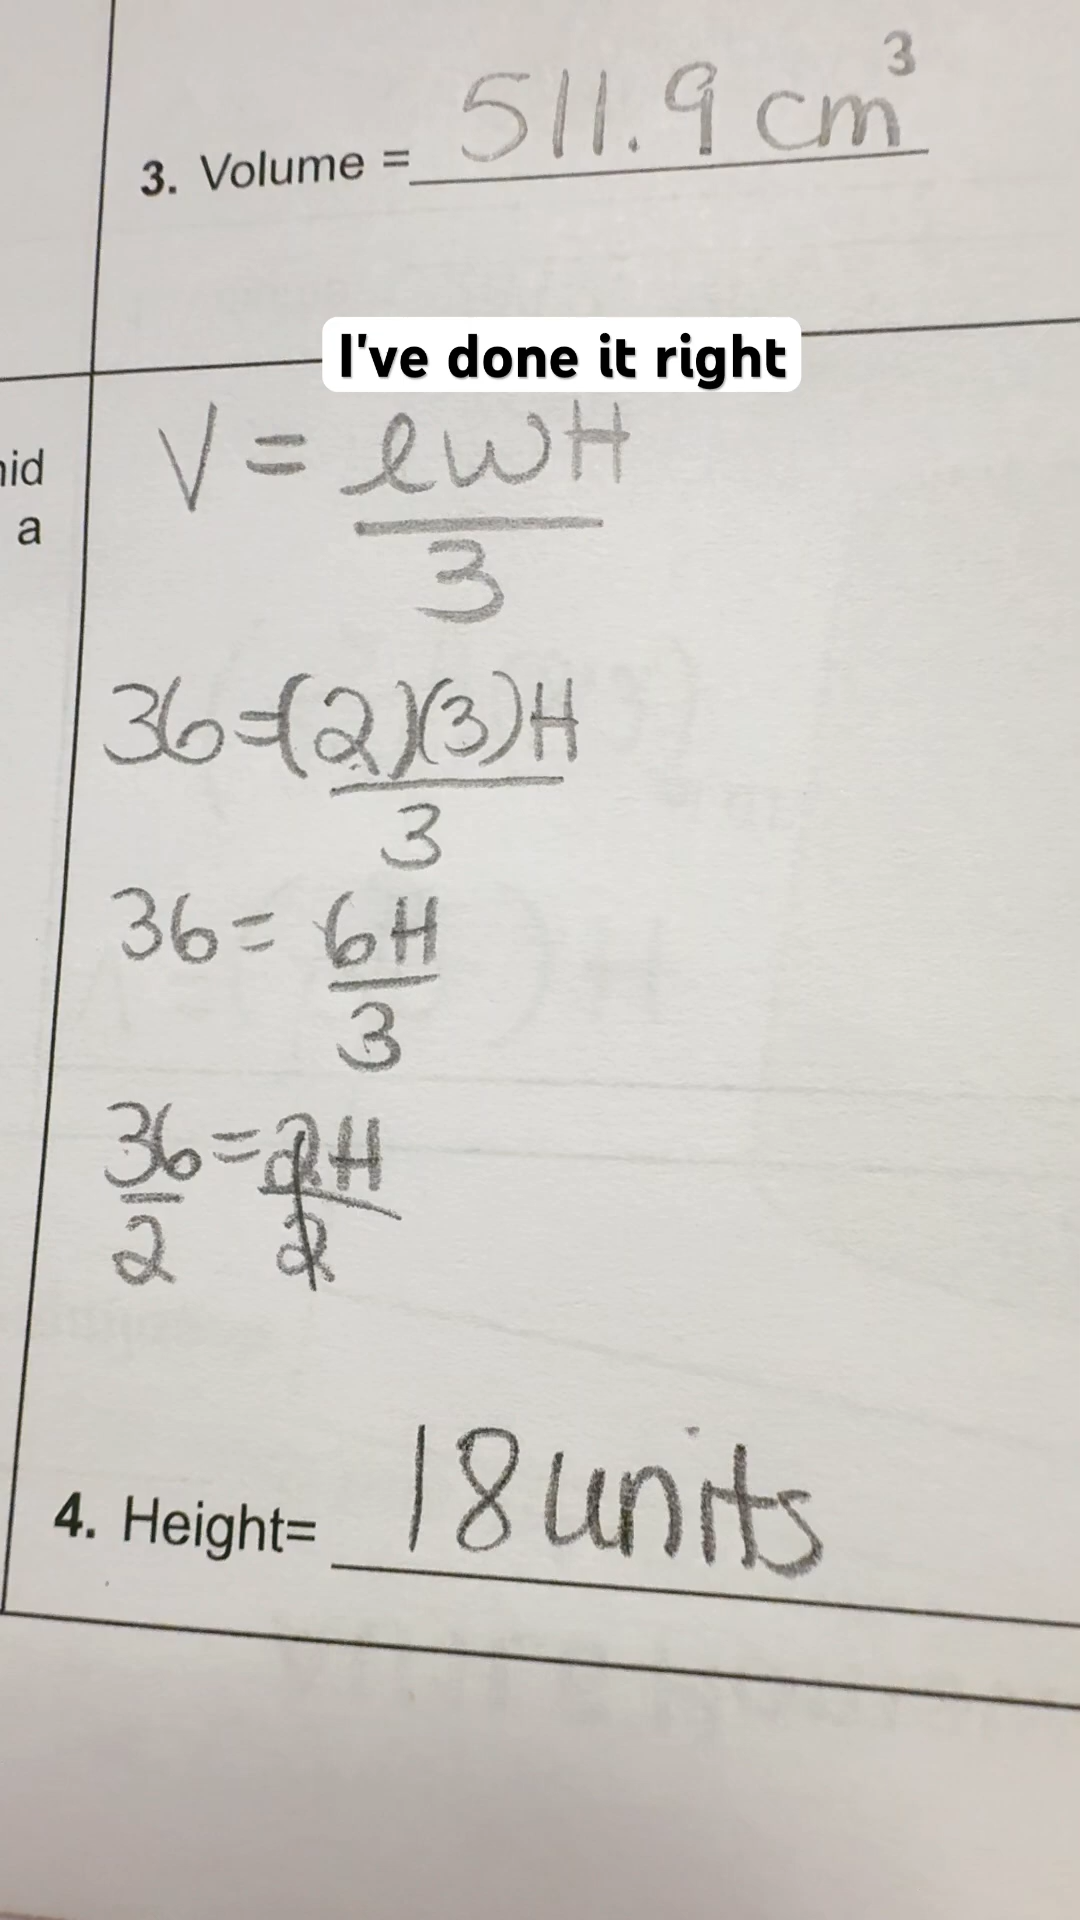 3. Volume = 511.9 cm³
I've done it right
a
V = lwH
3
36=(2)(3)H
3
36= 6H
3
36=2H
2 2
4. Height= 18 units